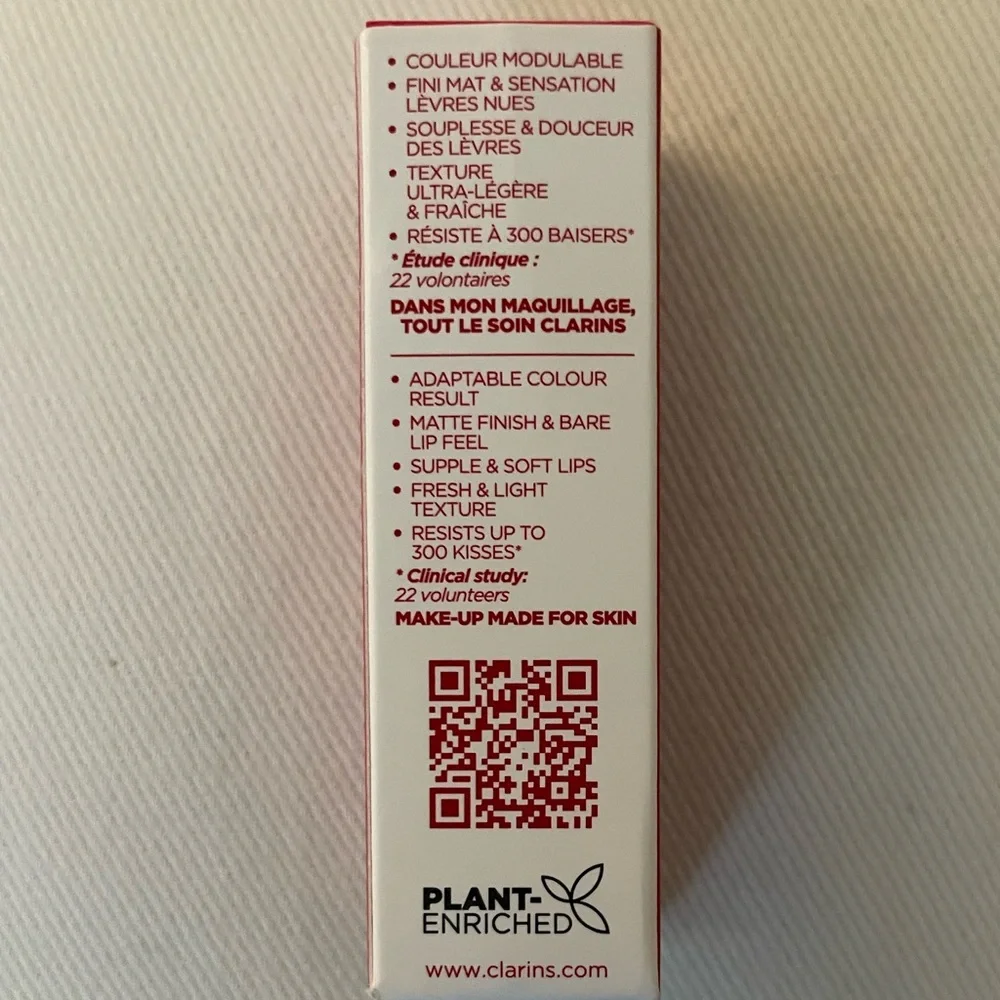 • COULEUR MODULABLE
• FINI MAT & SENSATION
LÈVRES NUES
• SOUPLESSE & DOUCEUR
DES LÈVRES
• TEXTURE
ULTRA-LÉGÈRE
& FRAÎCHE
• RÉSISTE À 300 BAISERS*
* Étude clinique :
22 volontaires
DANS MON MAQUILLAGE,
TOUT LE SOIN CLARINS
• ADAPTABLE COLOUR
RESULT
• MATTE FINISH & BARE
LIP FEEL
• SUPPLE & SOFT LIPS
• FRESH & LIGHT
TEXTURE
• RESISTS UP TO
300 KISSES*
* Clinical study:
22 volunteers
MAKE-UP MADE FOR SKIN
PLANT-
ENRICHED
www.clarins.com